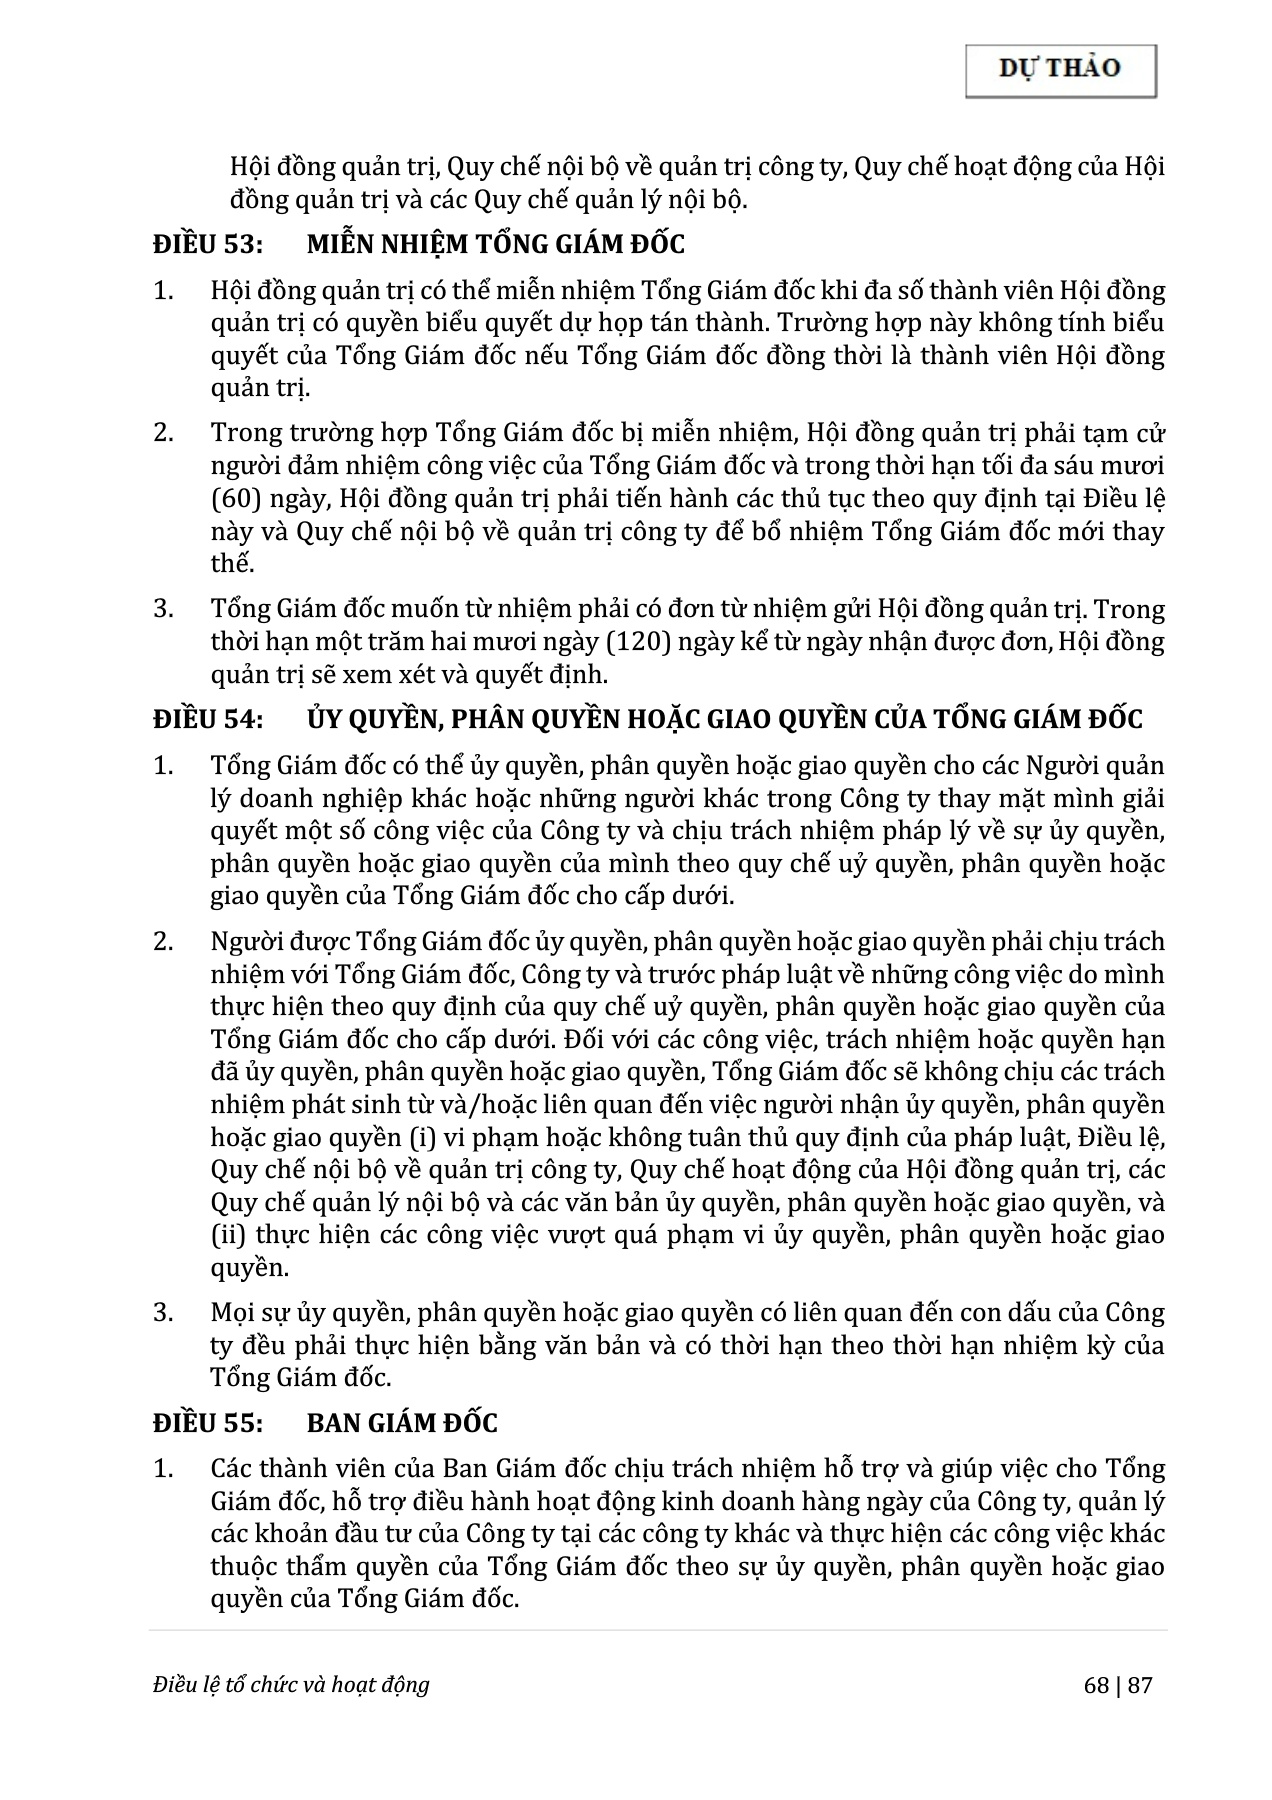 DỰ THẢO
Hội đồng quản trị, Quy chế nội bộ về quản trị công ty, Quy chế hoạt động của Hội
đồng quản trị và các Quy chế quản lý nội bộ.
ĐIỀU 53: MIỄN NHIỆM TỔNG GIÁM ĐỐC
1. Hội đồng quản trị có thể miễn nhiệm Tổng Giám đốc khi đa số thành viên Hội đồng
quản trị có quyền biểu quyết dự họp tán thành. Trường hợp này không tính biểu
quyết của Tổng Giám đốc nếu Tổng Giám đốc đồng thời là thành viên Hội đồng
quản trị.
2. Trong trường hợp Tổng Giám đốc bị miễn nhiệm, Hội đồng quản trị phải tạm cử
người đảm nhiệm công việc của Tổng Giám đốc và trong thời hạn tối đa sáu mươi
(60) ngày, Hội đồng quản trị phải tiến hành các thủ tục theo quy định tại Điều lệ
này và Quy chế nội bộ về quản trị công ty để bổ nhiệm Tổng Giám đốc mới thay
thế.
3. Tổng Giám đốc muốn từ nhiệm phải có đơn từ nhiệm gửi Hội đồng quản trị. Trong
thời hạn một trăm hai mươi ngày (120) ngày kể từ ngày nhận được đơn, Hội đồng
quản trị sẽ xem xét và quyết định.
ĐIỀU 54: ỦY QUYỀN, PHÂN QUYỀN HOẶC GIAO QUYỀN CỦA TỔNG GIÁM ĐỐC
1. Tổng Giám đốc có thể ủy quyền, phân quyền hoặc giao quyền cho các Người quản
lý doanh nghiệp khác hoặc những người khác trong Công ty thay mặt mình giải
quyết một số công việc của Công ty và chịu trách nhiệm pháp lý về sự ủy quyền,
phân quyền hoặc giao quyền của mình theo quy chế uỷ quyền, phân quyền hoặc
giao quyền của Tổng Giám đốc cho cấp dưới.
2. Người được Tổng Giám đốc ủy quyền, phân quyền hoặc giao quyền phải chịu trách
nhiệm với Tổng Giám đốc, Công ty và trước pháp luật về những công việc do mình
thực hiện theo quy định của quy chế uỷ quyền, phân quyền hoặc giao quyền của
Tổng Giám đốc cho cấp dưới. Đối với các công việc, trách nhiệm hoặc quyền hạn
đã ủy quyền, phân quyền hoặc giao quyền, Tổng Giám đốc sẽ không chịu các trách
nhiệm phát sinh từ và/hoặc liên quan đến việc người nhận ủy quyền, phân quyền
hoặc giao quyền (i) vi phạm hoặc không tuân thủ quy định của pháp luật, Điều lệ,
Quy chế nội bộ về quản trị công ty, Quy chế hoạt động của Hội đồng quản trị, các
Quy chế quản lý nội bộ và các văn bản ủy quyền, phân quyền hoặc giao quyền, và
(ii) thực hiện các công việc vượt quá phạm vi ủy quyền, phân quyền hoặc giao
quyền.
3. Mọi sự ủy quyền, phân quyền hoặc giao quyền có liên quan đến con dấu của Công
ty đều phải thực hiện bằng văn bản và có thời hạn theo thời hạn nhiệm kỳ của
Tổng Giám đốc.
ĐIỀU 55: BAN GIÁM ĐỐC
1. Các thành viên của Ban Giám đốc chịu trách nhiệm hỗ trợ và giúp việc cho Tổng
Giám đốc, hỗ trợ điều hành hoạt động kinh doanh hàng ngày của Công ty, quản lý
các khoản đầu tư của Công ty tại các công ty khác và thực hiện các công việc khác
thuộc thẩm quyền của Tổng Giám đốc theo sự ủy quyền, phân quyền hoặc giao
quyền của Tổng Giám đốc.
Điều lệ tổ chức và hoạt động 68 | 87